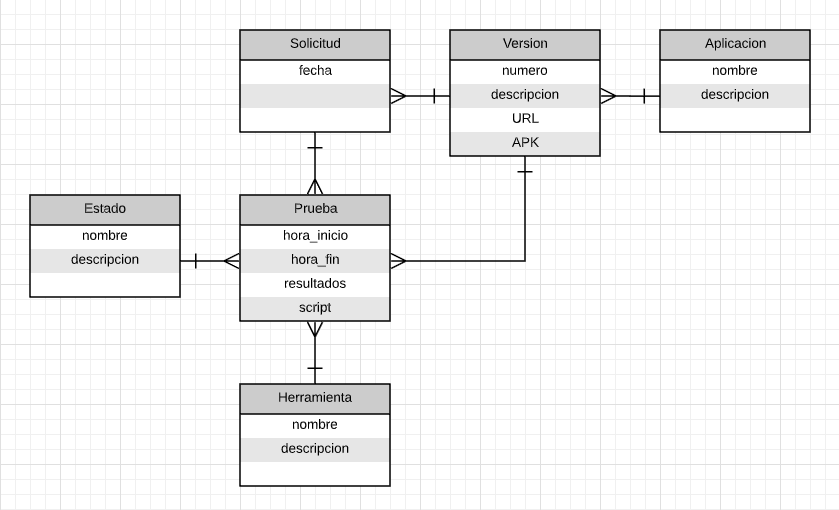 Solicitud
fecha
Version
numero
descripcion
URL
APK
Aplicacion
nombre
descripcion
Estado
nombre
descripcion
Prueba
hora_inicio
hora_fin
resultados
script
Herramienta
nombre
descripcion